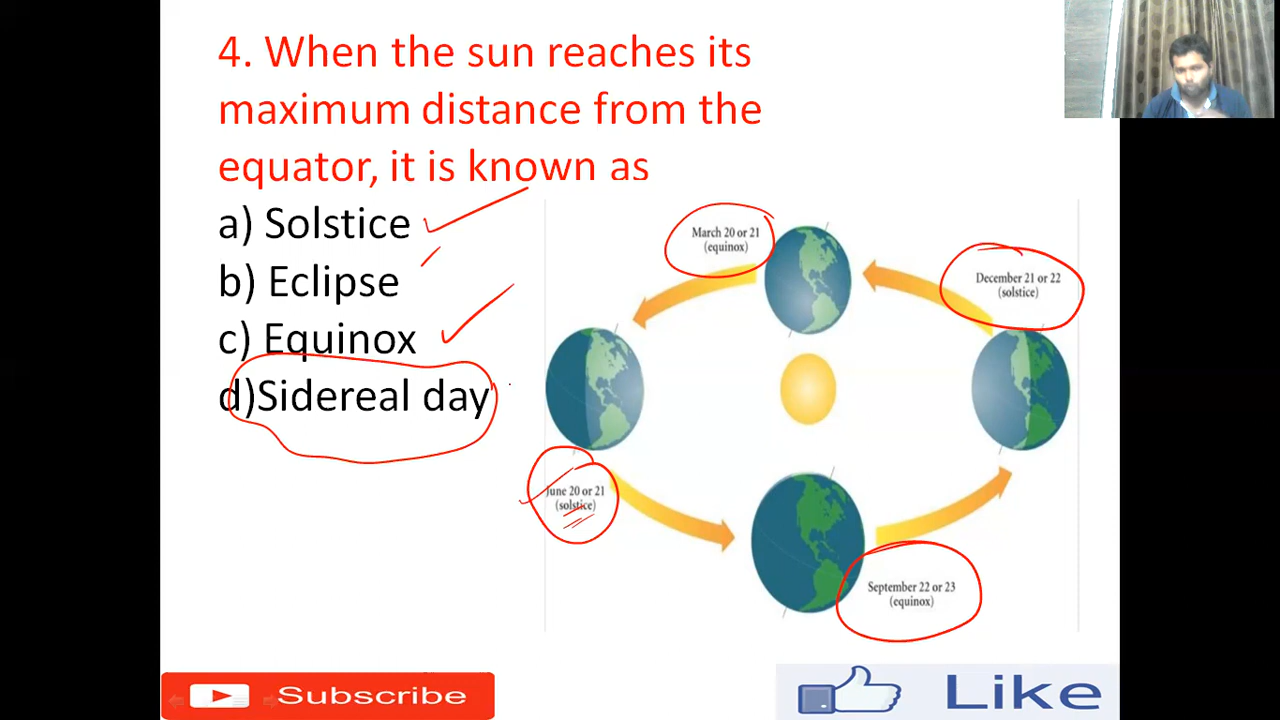 4. When the sun reaches its
maximum distance from the
equator, it is known as
a) Solstice
b) Eclipse
c) Equinox
d)Sidereal day
March 20 or 21
(equinox)
December 21 or 22
(solstice)
June 20 or 21
(solstice)
September 22 or 23
(equinox)
Subscribe
Like